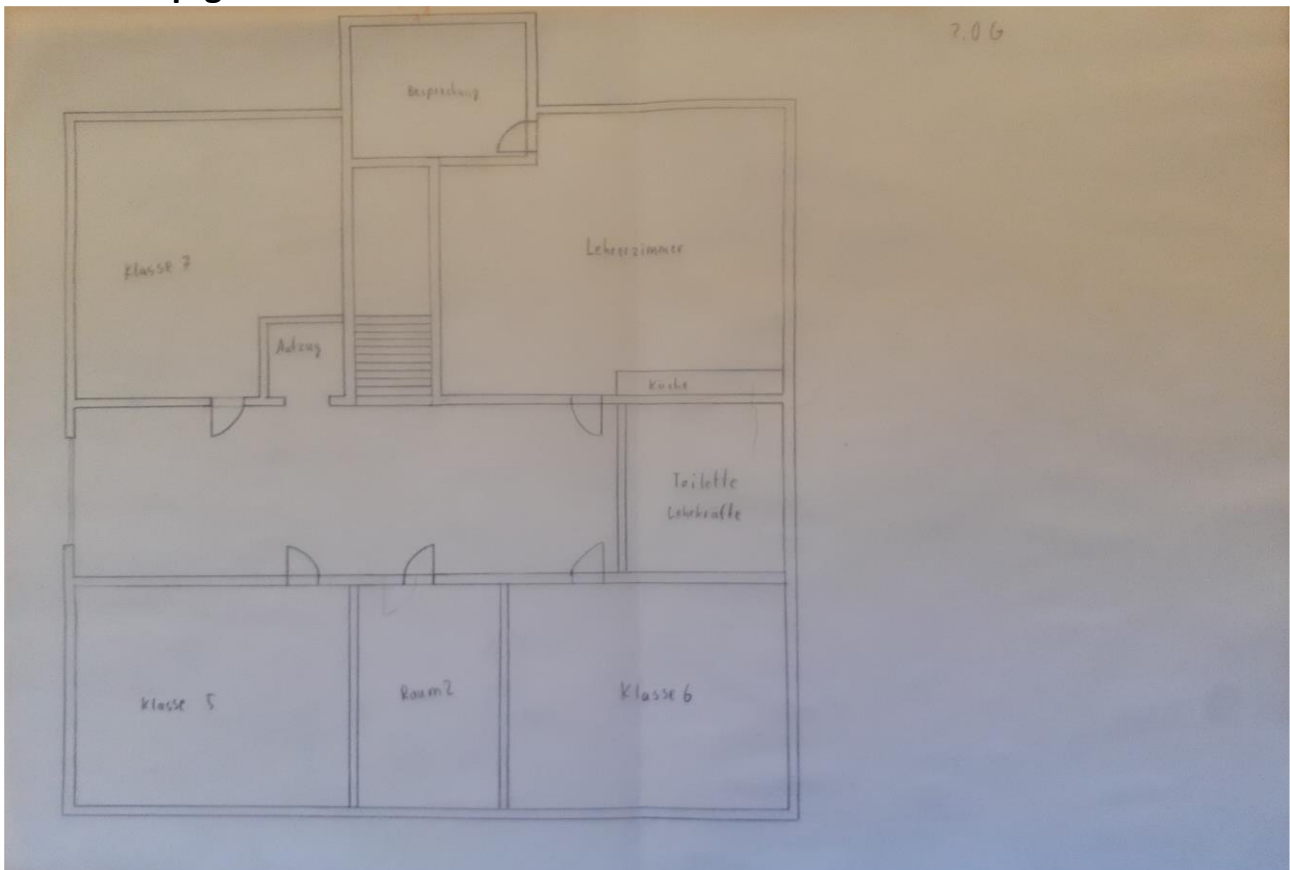 2.OG
Besprechung
Lehrerzimmer
Klasse 7
Aufzug
Küche
Toilette
Lehrkräfte
Klasse 5
Raum 2
Klasse 6